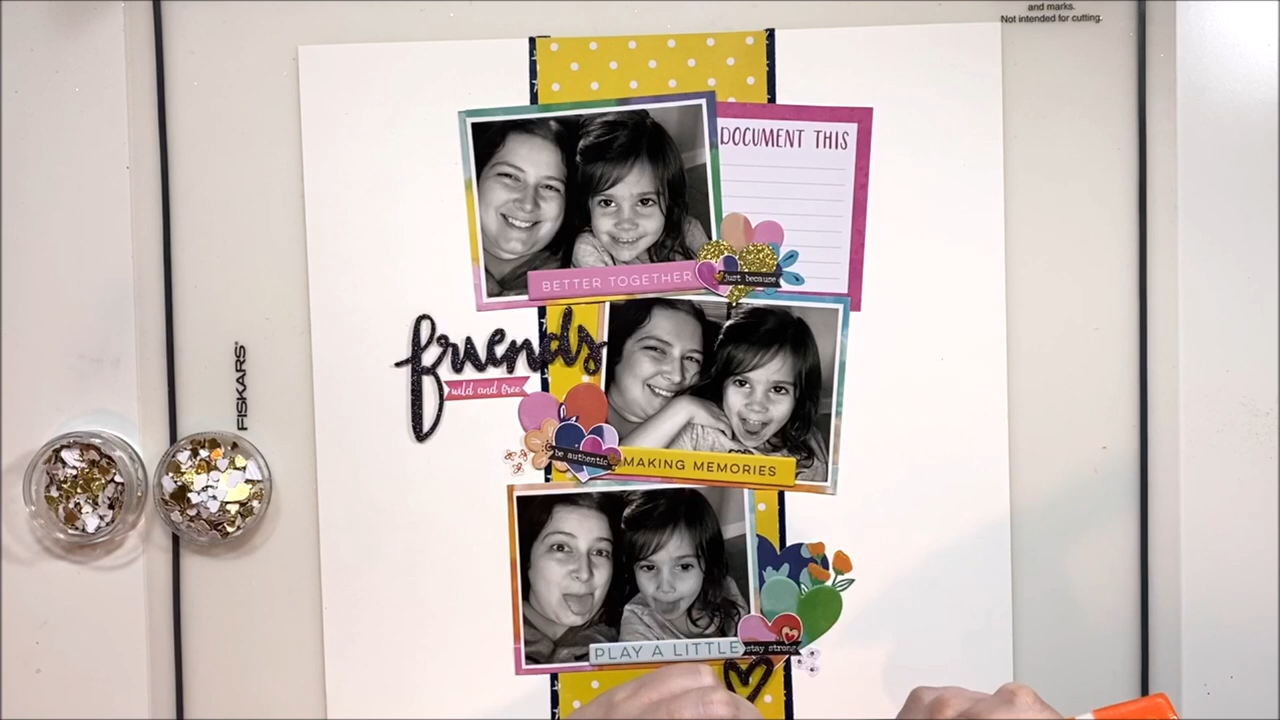 and marks.
Not intended for cutting.
DOCUMENT THIS
BETTER TOGETHER
just because
friends
wild and free
FISKARS®
be authentic
MAKING MEMORIES
PLAY A LITTLE
stay strong